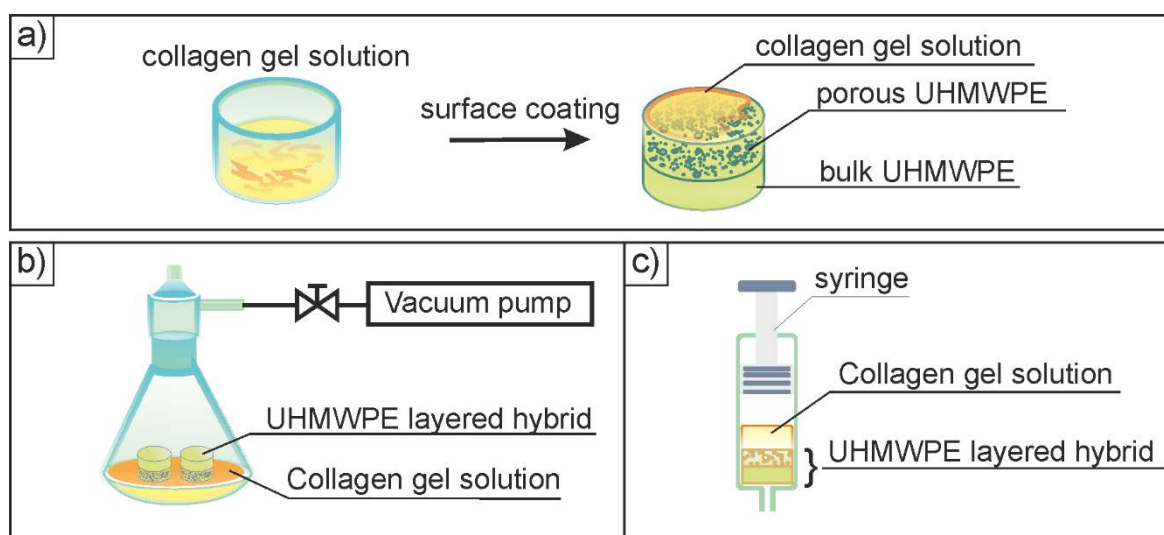 a)
collagen gel solution
surface coating
collagen gel solution
porous UHMWPE
bulk UHMWPE
b)
Vacuum pump
UHMWPE layered hybrid
Collagen gel solution
c)
syringe
Collagen gel solution
UHMWPE layered hybrid